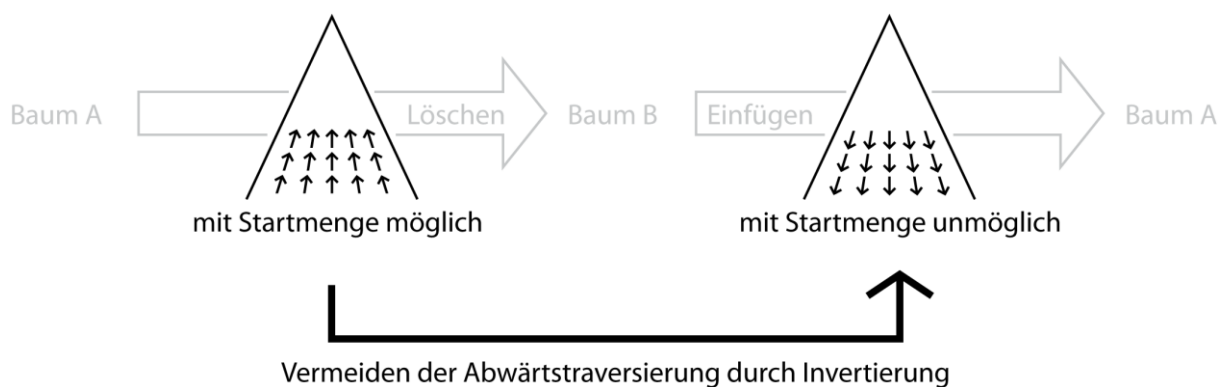 Baum A
Löschen
Baum B
Einfügen
Baum A
mit Startmenge möglich
mit Startmenge unmöglich
Vermeiden der Abwärtstraversierung durch Invertierung